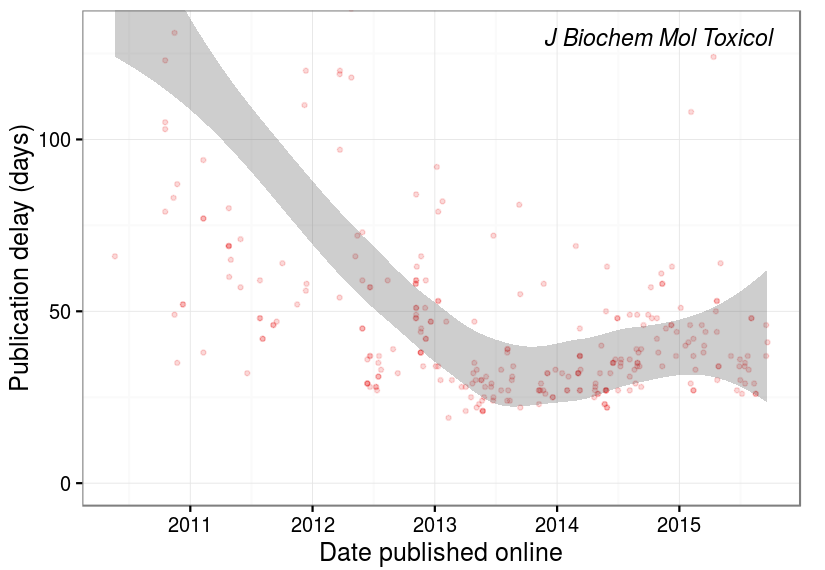 J Biochem Mol Toxicol
Publication delay (days)
100
50
0
2011 2012 2013 2014 2015
Date published online